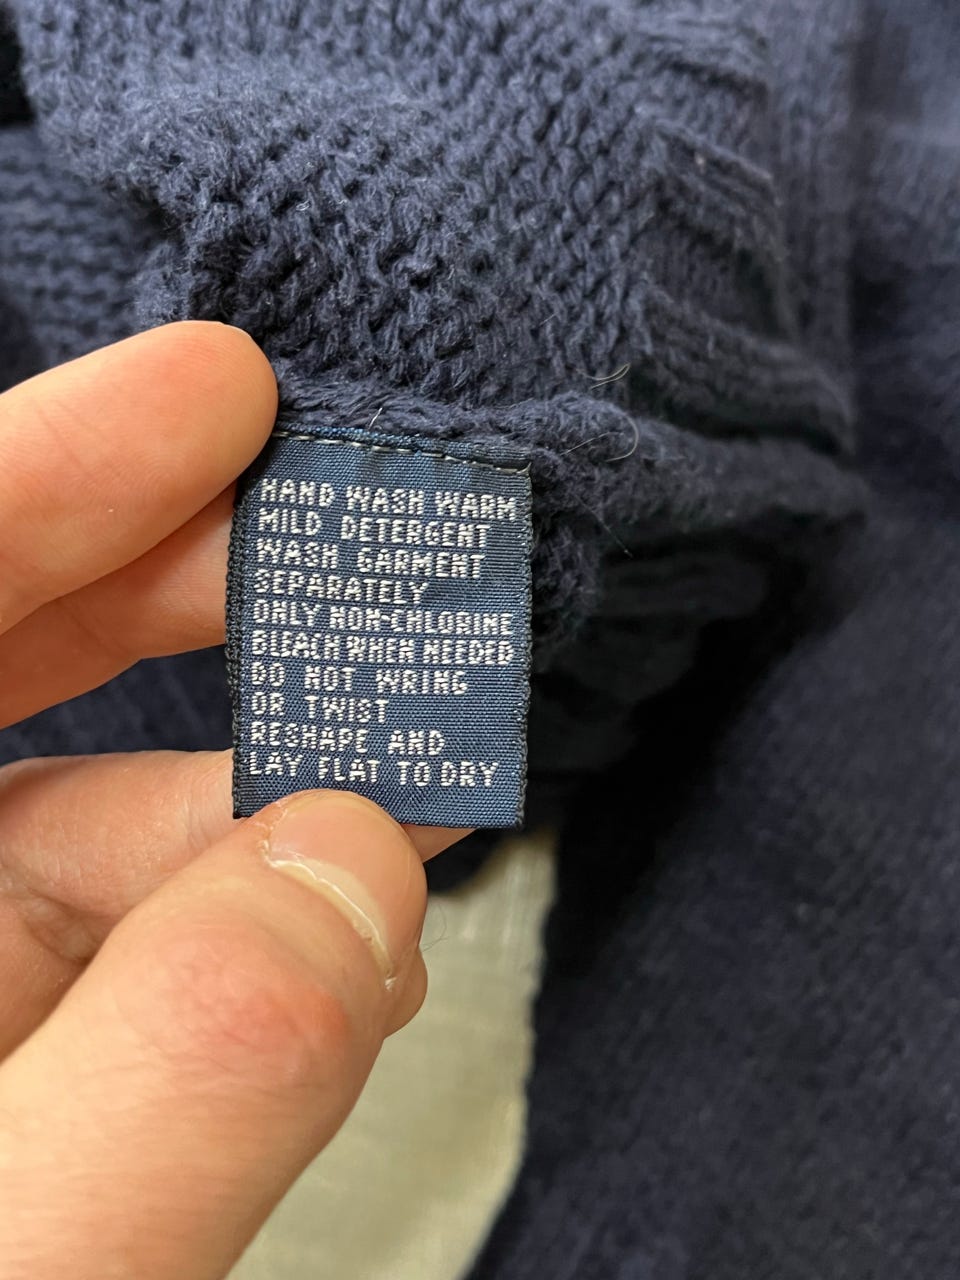 HAND WASH WARM
MILD DETERGENT
WASH GARMENT
SEPARATELY
ONLY NON-CHLORINE
BLEACH WHEN NEEDED
DO NOT WRING
OR TWIST
RESHAPE AND
LAY FLAT TO DRY